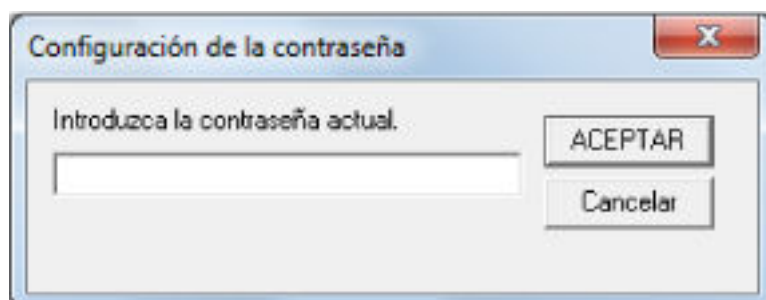 Configuración de la contraseña
Introduzca la contraseña actual.
ACEPTAR
Cancelar